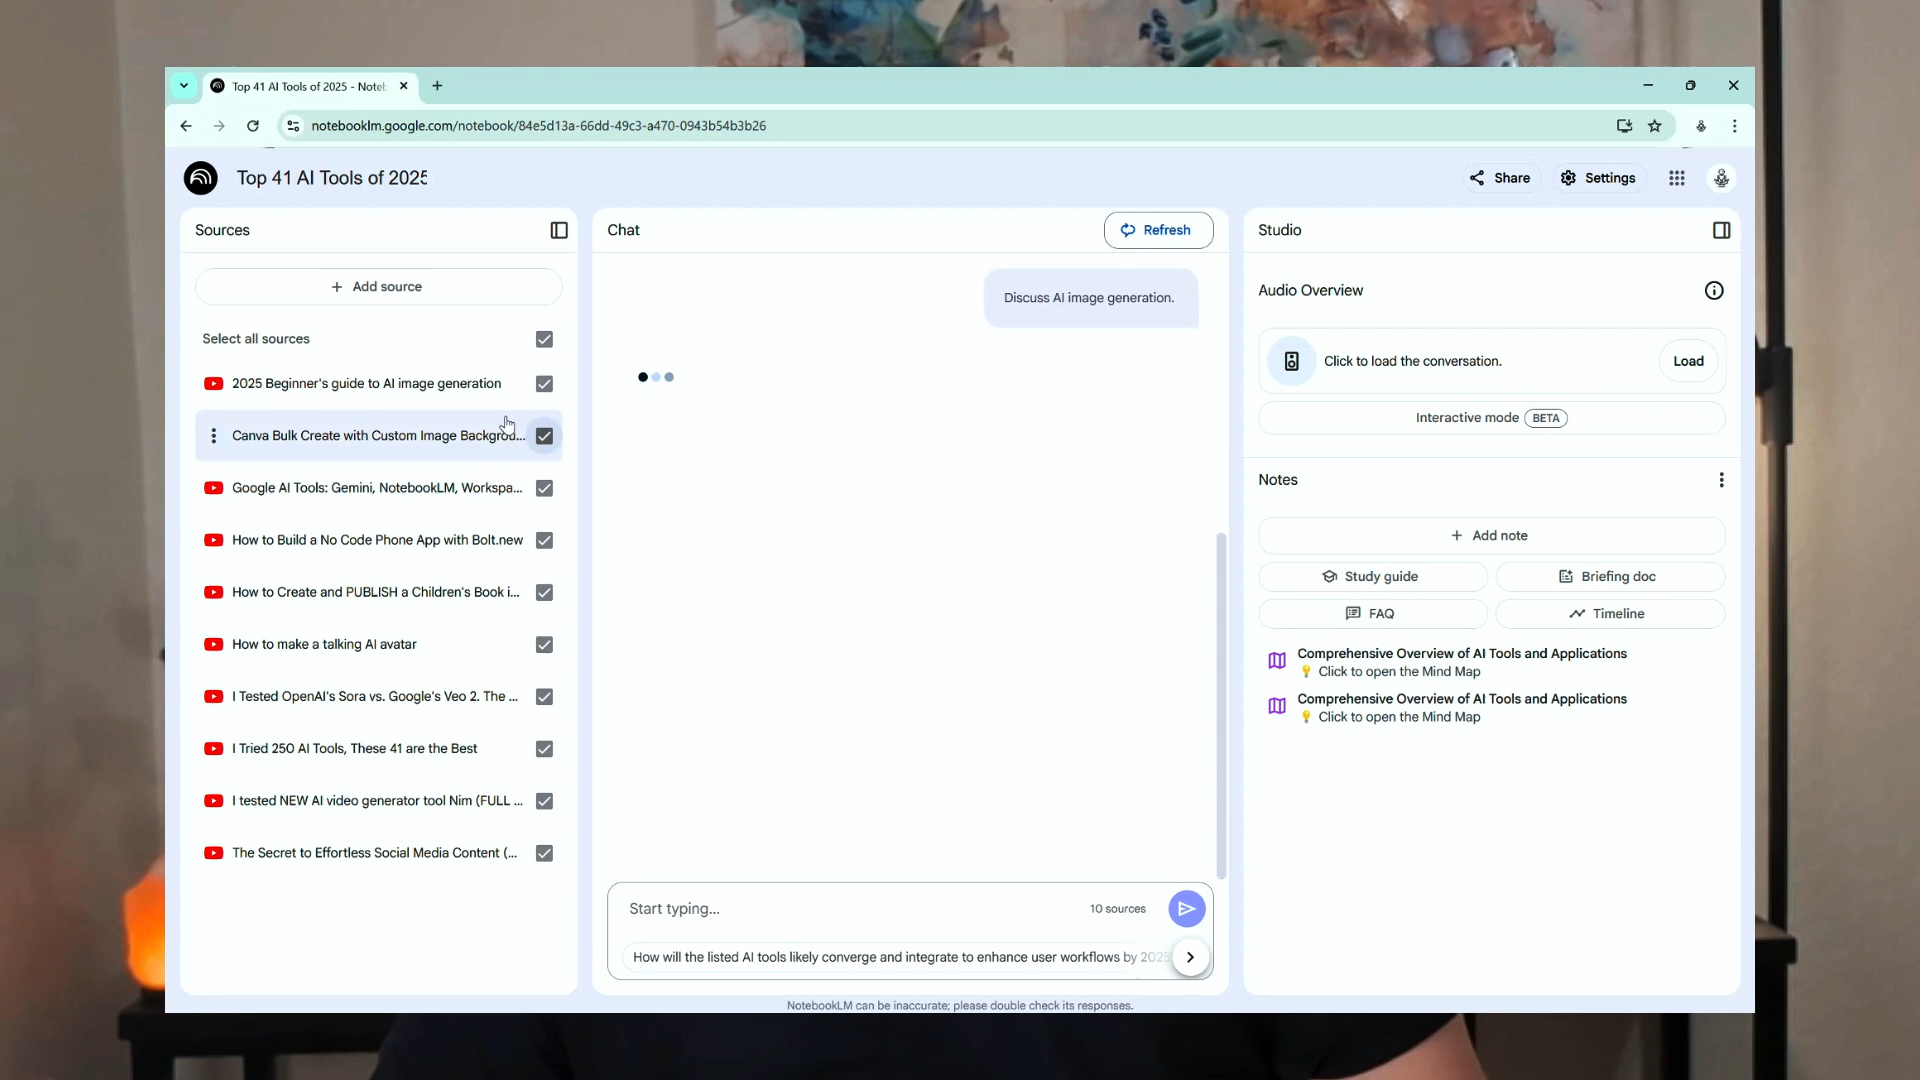 Top 41 AI Tools of 2025 - Noteb
notebooklm.google.com/notebook/84e5d13a-66dd-49c3-a470-0943b54b3b26
Top 41 AI Tools of 2025
Share
Settings
Sources
Add source
Select all sources
2025 Beginner's guide to AI image generation
Canva Bulk Create with Custom Image Backgrou...
Google AI Tools: Gemini, NotebookLM, Workspa...
How to Build a No Code Phone App with Bolt.new
How to Create and PUBLISH a Children's Book i...
How to make a talking AI avatar
I Tested OpenAI's Sora vs. Google's Veo 2. The ...
I Tried 250 AI Tools, These 41 are the Best
I tested NEW AI video generator tool Nim (FULL ...
The Secret to Effortless Social Media Content (...
Chat
Refresh
Discuss AI image generation.
Start typing...
10 sources
How will the listed AI tools likely converge and integrate to enhance user workflows by 2025
NotebookLM can be inaccurate; please double check its responses.
Studio
Audio Overview
Click to load the conversation.
Load
Interactive mode BETA
Notes
Add note
Study guide
Briefing doc
FAQ
Timeline
Comprehensive Overview of AI Tools and Applications
Click to open the Mind Map
Comprehensive Overview of AI Tools and Applications
Click to open the Mind Map